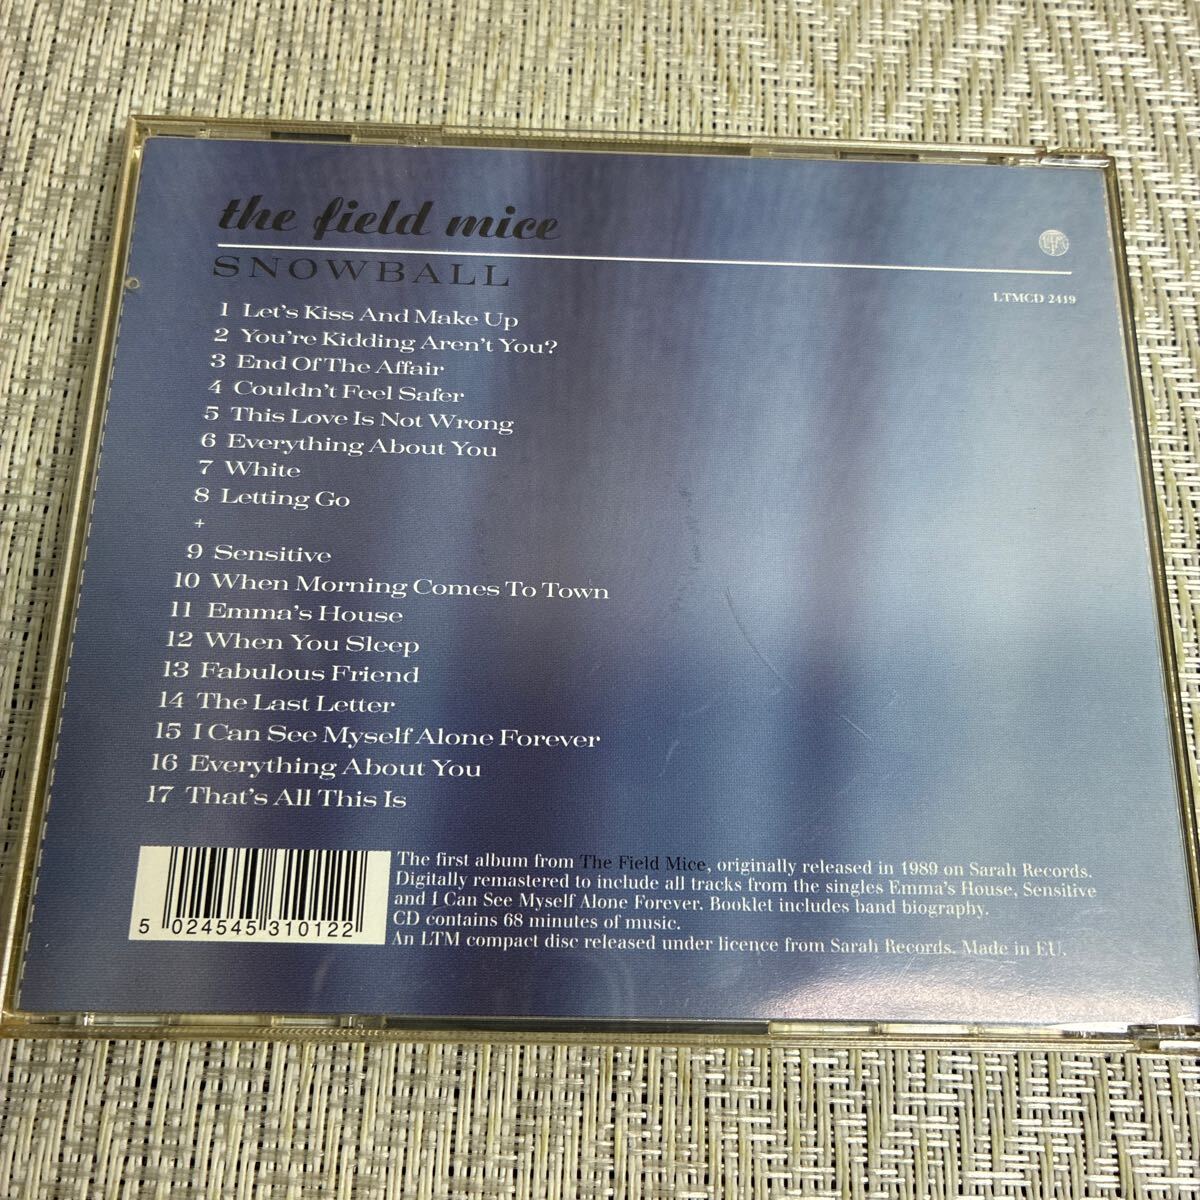 the field mice
SNOWBALL
LTM
LTMCD 2419
1 Let's Kiss And Make Up
2 You're Kidding Aren't You?
3 End Of The Affair
4 Couldn't Feel Safer
5 This Love Is Not Wrong
6 Everything About You
7 White
8 Letting Go
+
9 Sensitive
10 When Morning Comes To Town
11 Emma's House
12 When You Sleep
13 Fabulous Friend
14 The Last Letter
15 I Can See Myself Alone Forever
16 Everything About You
17 That's All This Is
The first album from The Field Mice, originally released in 1989 on Sarah Records.
Digitally remastered to include all tracks from the singles Emma's House, Sensitive
and I Can See Myself Alone Forever. Booklet includes band biography.
CD contains 68 minutes of music.
An LTM compact disc released under licence from Sarah Records. Made in EU.
5 024545 310122